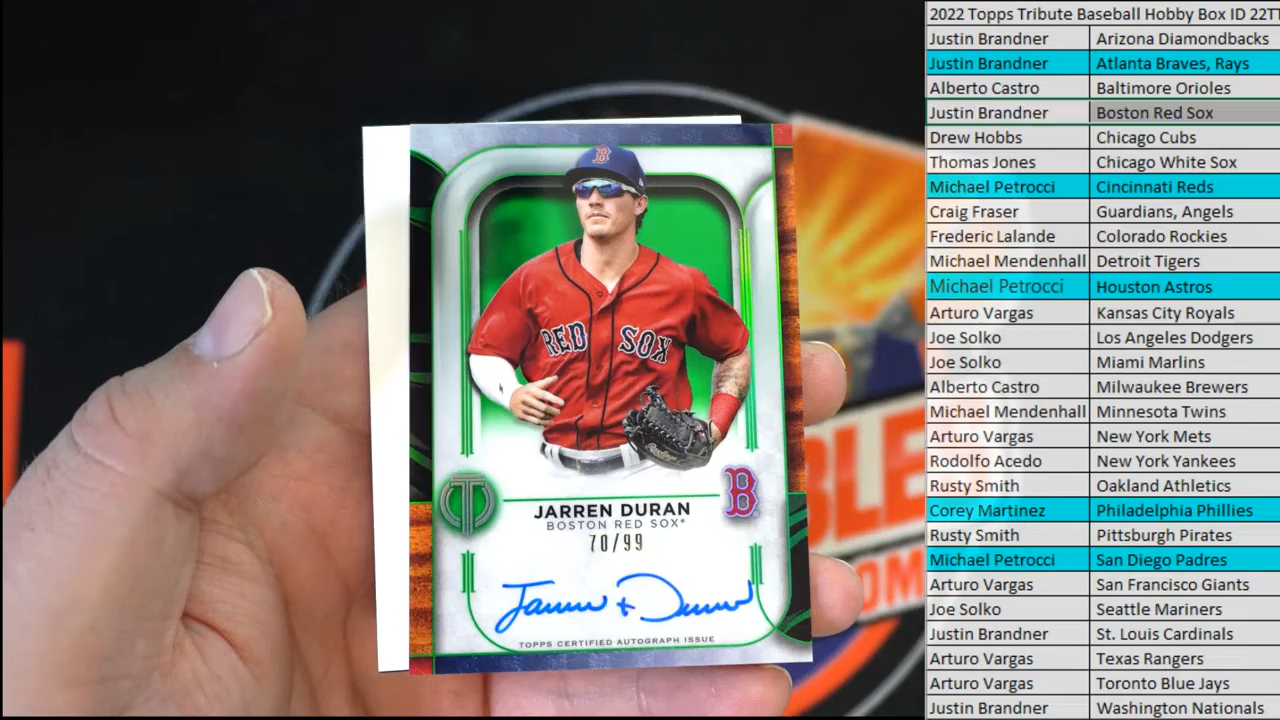 2022 Topps Tribute Baseball Hobby Box ID 22TT
Justin Brandner Arizona Diamondbacks
Justin Brandner Atlanta Braves, Rays
Alberto Castro Baltimore Orioles
Justin Brandner Boston Red Sox
Drew Hobbs Chicago Cubs
Thomas Jones Chicago White Sox
Michael Petrocci Cincinnati Reds
Craig Fraser Guardians, Angels
Frederic Lalande Colorado Rockies
Michael Mendenhall Detroit Tigers
Michael Petrocci Houston Astros
Arturo Vargas Kansas City Royals
Joe Solko Los Angeles Dodgers
Joe Solko Miami Marlins
Alberto Castro Milwaukee Brewers
Michael Mendenhall Minnesota Twins
Arturo Vargas New York Mets
Rodolfo Acedo New York Yankees
Rusty Smith Oakland Athletics
Corey Martinez Philadelphia Phillies
Rusty Smith Pittsburgh Pirates
Michael Petrocci San Diego Padres
Arturo Vargas San Francisco Giants
Joe Solko Seattle Mariners
Justin Brandner St. Louis Cardinals
Arturo Vargas Texas Rangers
Arturo Vargas Toronto Blue Jays
Justin Brandner Washington Nationals
B
RED SOX
T
B
JARREN DURAN
BOSTON RED SOX®
70/99
Jarren Duran
TOPPS CERTIFIED AUTOGRAPH ISSUE
BLE
OM